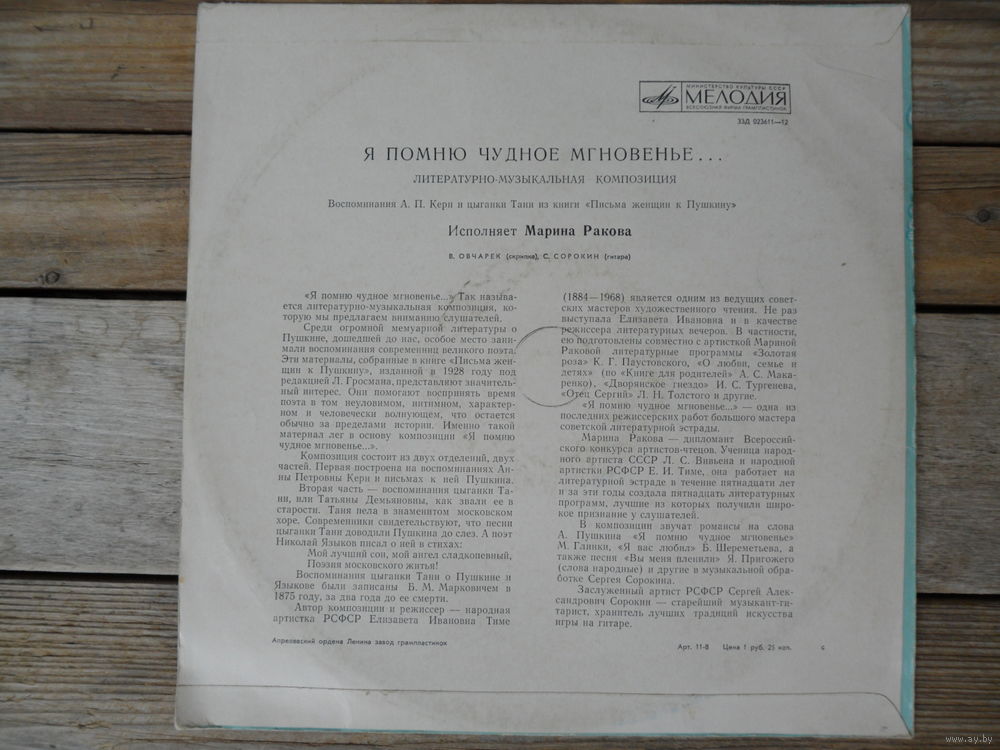 МИНИСТЕРСТВО КУЛЬТУРЫ СССР
МЕЛОДИЯ
ВСЕСОЮЗНАЯ ФИРМА ГРАМПЛАСТИНОК
33Д 023611—12
Я ПОМНЮ ЧУДНОЕ МГНОВЕНЬЕ...
ЛИТЕРАТУРНО-МУЗЫКАЛЬНАЯ КОМПОЗИЦИЯ
Воспоминания А. П. Керн и цыганки Тани из книги «Письма женщин к Пушкину»
Исполняет Марина Ракова
В. ОВЧАРЕК (скрипка), С. СОРОКИН (гитара)
«Я помню чудное мгновенье...» Так называ-
ется литературно-музыкальная композиция, ко-
торую мы предлагаем вниманию слушателей.
Среди огромной мемуарной литературы о
Пушкине, дошедшей до нас, особое место зани-
мали воспоминания современниц великого поэта.
Эти материалы, собранные в книге «Письма жен-
щин к Пушкину», изданной в 1928 году под
редакцией Л. Гросмана, представляют значитель-
ный интерес. Они помогают воспринять время
поэта в том неуловимом, интимном, характер-
ном и человечески волнующем, что остается
обычно за пределами истории. Именно такой
материал лег в основу композиции «Я помню
чудное мгновенье...».
Композиция состоит из двух отделений, двух
частей. Первая построена на воспоминаниях Ан-
ны Петровны Керн и письмах к ней Пушкина.
Вторая часть — воспоминания цыганки Та-
ни, или Татьяны Демьяновны, как звали ее в
старости. Таня пела в знаменитом московском
хоре. Современники свидетельствуют, что песни
цыганки Тани доводили Пушкина до слез. А поэт
Николай Языков писал о ней в стихах:
Мой лучший сон, мой ангел сладкопевный,
Поэзия московского житья!
Воспоминания цыганки Тани о Пушкине и
Языкове были записаны Б. М. Марковичем в
1875 году, за два года до ее смерти.
Автор композиции и режиссер — народная
артистка РСФСР Елизавета Ивановна Тиме
(1884—1968) является одним из ведущих совет-
ских мастеров художественного чтения. Не раз
выступала Елизавета Ивановна и в качестве
режиссера литературных вечеров. В частности,
ею подготовлены совместно с артисткой Мариной
Раковой литературные программы «Золотая
роза» К. Г. Паустовского, «О любви, семье и
детях» (по «Книге для родителей» А. С. Мака-
ренко), «Дворянское гнездо» И. С. Тургенева,
«Отец Сергий» Л. Н. Толстого и другие.
«Я помню чудное мгновенье...» — одна из
последних режиссерских работ большого мастера
советской литературной эстрады.
Марина Ракова — дипломант Всероссий-
ского конкурса артистов-чтецов. Ученица народ-
ного артиста СССР Л. С. Вивьена и народной
артистки РСФСР Е. И. Тиме, она работает на
литературной эстраде в течение пятнадцати лет
и за эти годы создала пятнадцать литературных
программ, лучшие из которых получили широ-
кое признание у слушателей.
В композиции звучат романсы на слова
А. Пушкина «Я помню чудное мгновенье»
М. Глинки, «Я вас любил» Б. Шереметьева, а
также песня «Вы меня пленили» Я. Пригожего
(слова народные) и другие в музыкальной обра-
ботке Сергея Сорокина.
Заслуженный артист РСФСР Сергей Алек-
сандрович Сорокин — старейший музыкант-ги-
тарист, хранитель лучших традиций искусства
игры на гитаре.
Апрелевский ордена Ленина завод грампластинок
Арт. 11-8 Цена 1 руб. 25 коп. С
www.ay.by